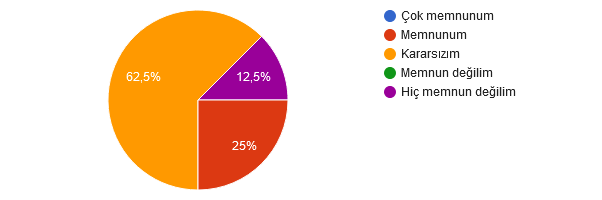 Çok memnunum
Memnunum
Kararsızım
Memnun değilim
Hiç memnun değilim
62,5%
12,5%
25%